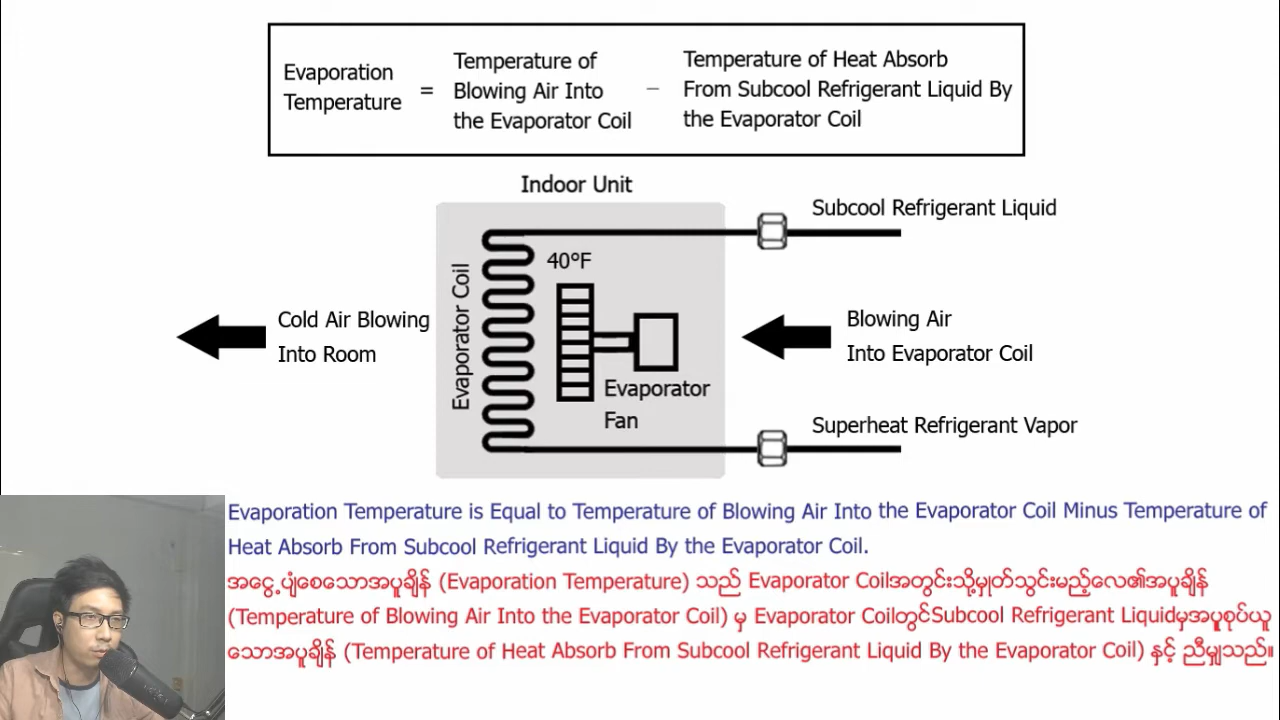 Evaporation Temperature = Temperature of Blowing Air Into the Evaporator Coil − Temperature of Heat Absorb From Subcool Refrigerant Liquid By the Evaporator Coil
Indoor Unit
Subcool Refrigerant Liquid
40°F
Evaporator Coil
Cold Air Blowing
Into Room
Blowing Air
Into Evaporator Coil
Evaporator
Fan
Superheat Refrigerant Vapor
Evaporation Temperature is Equal to Temperature of Blowing Air Into the Evaporator Coil Minus Temperature of
Heat Absorb From Subcool Refrigerant Liquid By the Evaporator Coil.
အငွေ့ပျံစေသောအပူချိန် (Evaporation Temperature) သည် Evaporator Coilအတွင်းသို့မှုတ်သွင်းမည့်လေ၏အပူချိန်
(Temperature of Blowing Air Into the Evaporator Coil) မှ Evaporator Coilတွင်Subcool Refrigerant Liquidမှအပူစုပ်ယူ
သောအပူချိန် (Temperature of Heat Absorb From Subcool Refrigerant Liquid By the Evaporator Coil) နှင့် ညီမျှသည်။